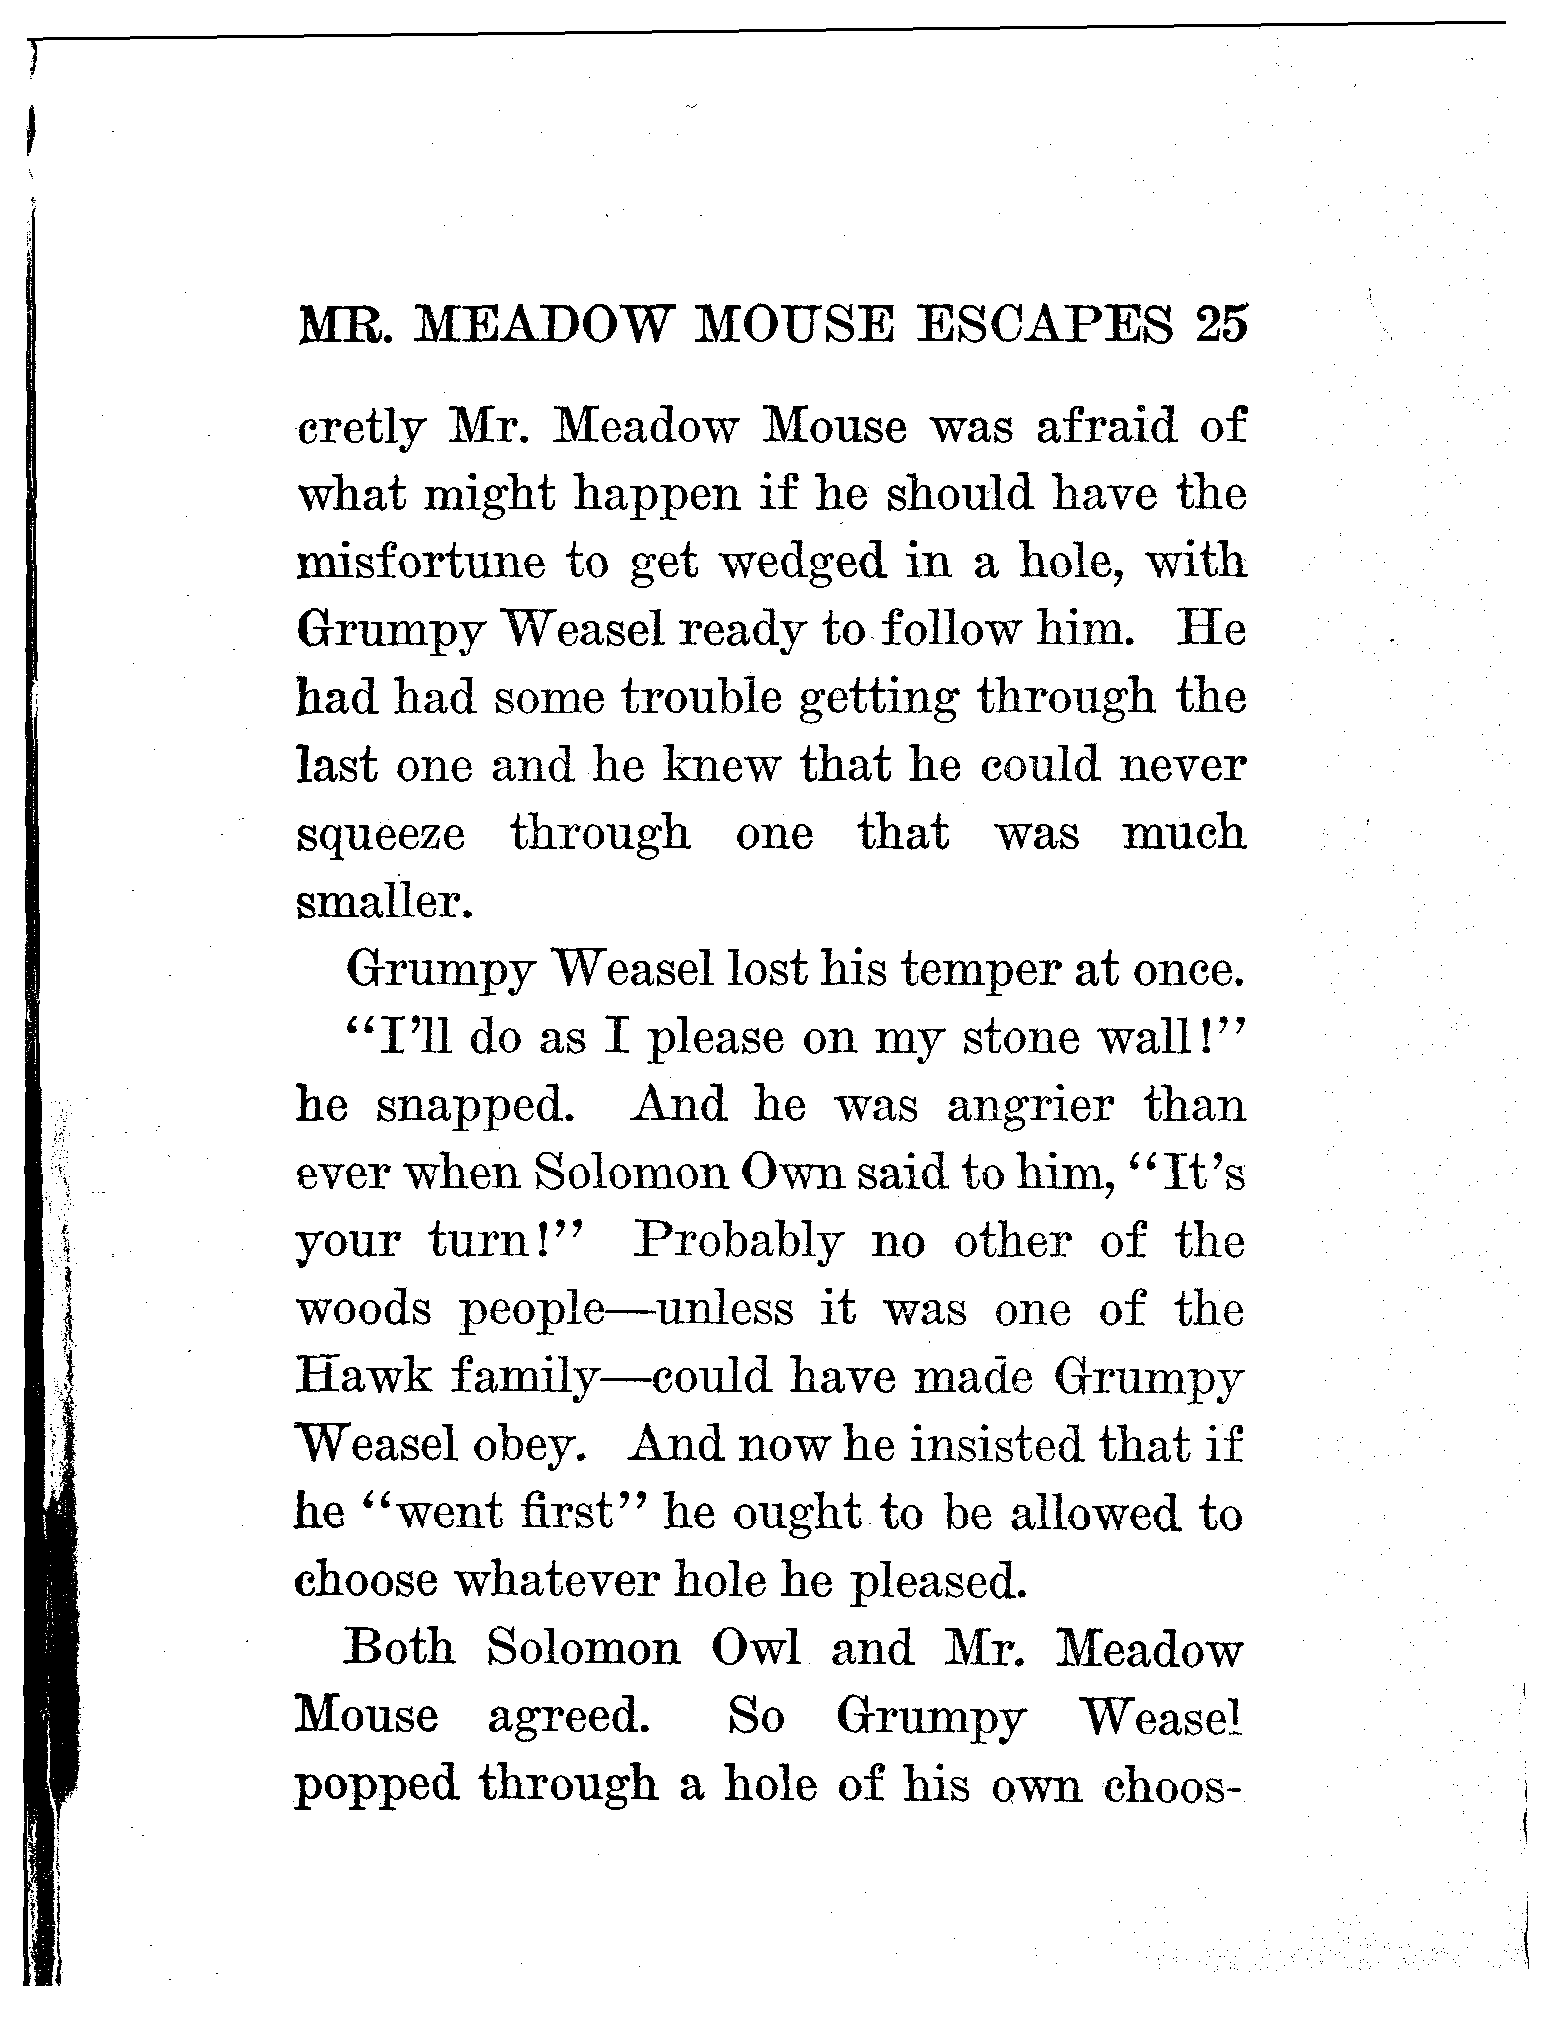 MR. MEADOW MOUSE ESCAPES 25
cretly Mr. Meadow Mouse was afraid of
what might happen if he should have the
misfortune to get wedged in a hole, with
Grumpy Weasel ready to follow him. He
had had some trouble getting through the
last one and he knew that he could never
squeeze through one that was much
smaller.
Grumpy Weasel lost his temper at once.
"I'll do as I please on my stone wall!"
he snapped. And he was angrier than
ever when Solomon Own said to him, "It's
your turn!" Probably no other of the
woods people—unless it was one of the
Hawk family—could have made Grumpy
Weasel obey. And now he insisted that if
he "went first" he ought to be allowed to
choose whatever hole he pleased.
Both Solomon Owl and Mr. Meadow
Mouse agreed. So Grumpy Weasel
popped through a hole of his own choos-